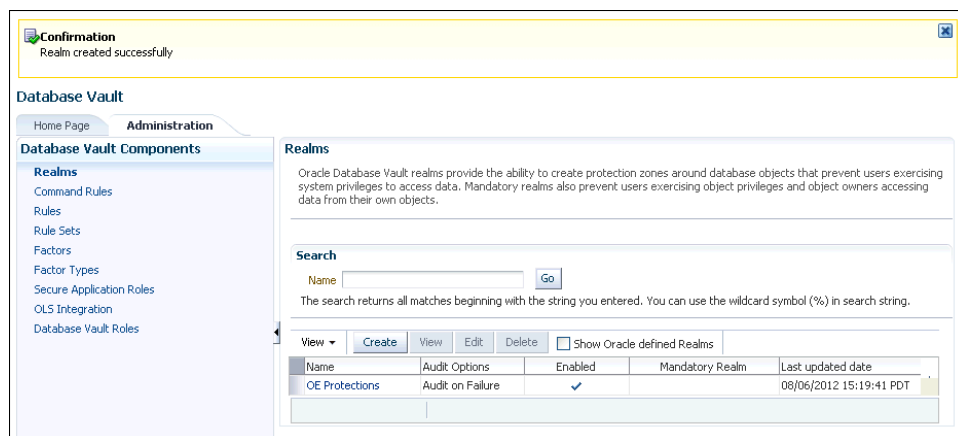 Confirmation
Realm created successfully
Database Vault
Home Page Administration
Database Vault Components
Realms
Command Rules
Rules
Rule Sets
Factors
Factor Types
Secure Application Roles
OLS Integration
Database Vault Roles
Realms
Oracle Database Vault realms provide the ability to create protection zones around database objects that prevent users exercising
system privileges to access data. Mandatory realms also prevent users exercising object privileges and object owners accessing
data from their own objects.
Search
Name Go
The search returns all matches beginning with the string you entered. You can use the wildcard symbol (%) in search string.
View Create View Edit Delete Show Oracle defined Realms
Name Audit Options Enabled Mandatory Realm Last updated date
OE Protections Audit on Failure 08/06/2012 15:19:41 PDT